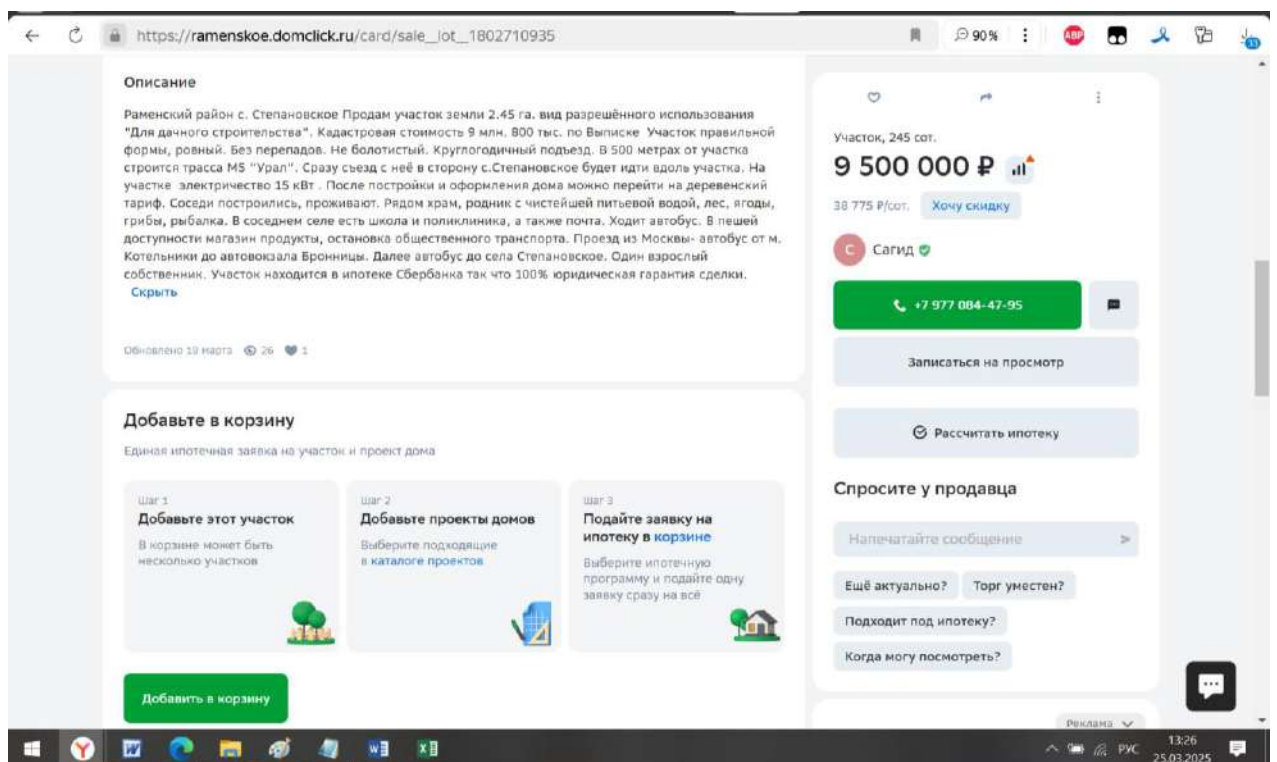 https://ramenskoe.domclick.ru/card/sale__lot__1802710935
90 %
ABP
33
Описание
Раменский район с. Степановское Продам участок земли 2.45 га. вид разрешённого использования
"Для дачного строительства". Кадастровая стоимость 9 млн. 800 тыс. по Выписке Участок правильной
формы, ровный. Без перепадов. Не болотистый. Круглогодичный подъезд. В 500 метрах от участка
строится трасса М5 "Урал". Сразу съезд с неё в сторону с.Степановское будет идти вдоль участка. На
участке электричество 15 кВт . После постройки и оформления дома можно перейти на деревенский
тариф. Соседи построились, проживают. Рядом храм, родник с чистейшей питьевой водой, лес, ягоды,
грибы, рыбалка. В соседнем селе есть школа и поликлиника, а также почта. Ходит автобус. В пешей
доступности магазин продукты, остановка общественного транспорта. Проезд из Москвы- автобус от м.
Котельники до автовокзала Бронницы. Далее автобус до села Степановское. Один взрослый
собственник. Участок находится в ипотеке Сбербанка так что 100% юридическая гарантия сделки.
Скрыть
Обновлено 19 марта 26 1
Добавьте в корзину
Единая ипотечная заявка на участок и проект дома
Шаг 1
Добавьте этот участок
В корзине может быть
несколько участков
Шаг 2
Добавьте проекты домов
Выберите подходящие
в каталоге проектов
Шаг 3
Подайте заявку на
ипотеку в корзине
Выберите ипотечную
программу и подайте одну
заявку сразу на всё
Добавить в корзину
Участок, 245 сот.
9 500 000 ₽
38 775 ₽/сот. Хочу скидку
С Сагид
+7 977 084-47-95
Записаться на просмотр
Рассчитать ипотеку
Спросите у продавца
Напечатайте сообщение
Ещё актуально? Торг уместен?
Подходит под ипотеку?
Когда могу посмотреть?
Реклама
РУС
13:26
25.03.2025